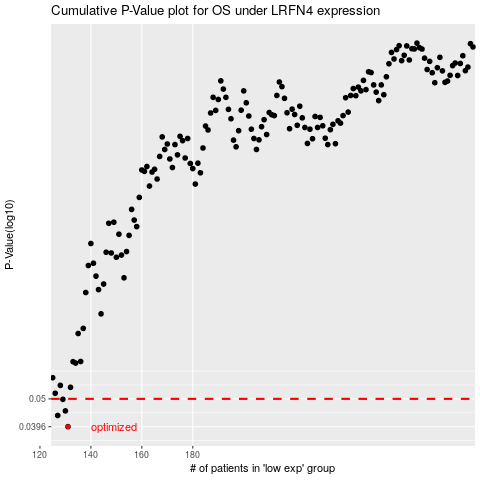 Cumulative P-Value plot for OS under LRFN4 expression
P-Value(log10)
0.05
0.0396
optimized
120 140 160 180
# of patients in 'low exp' group